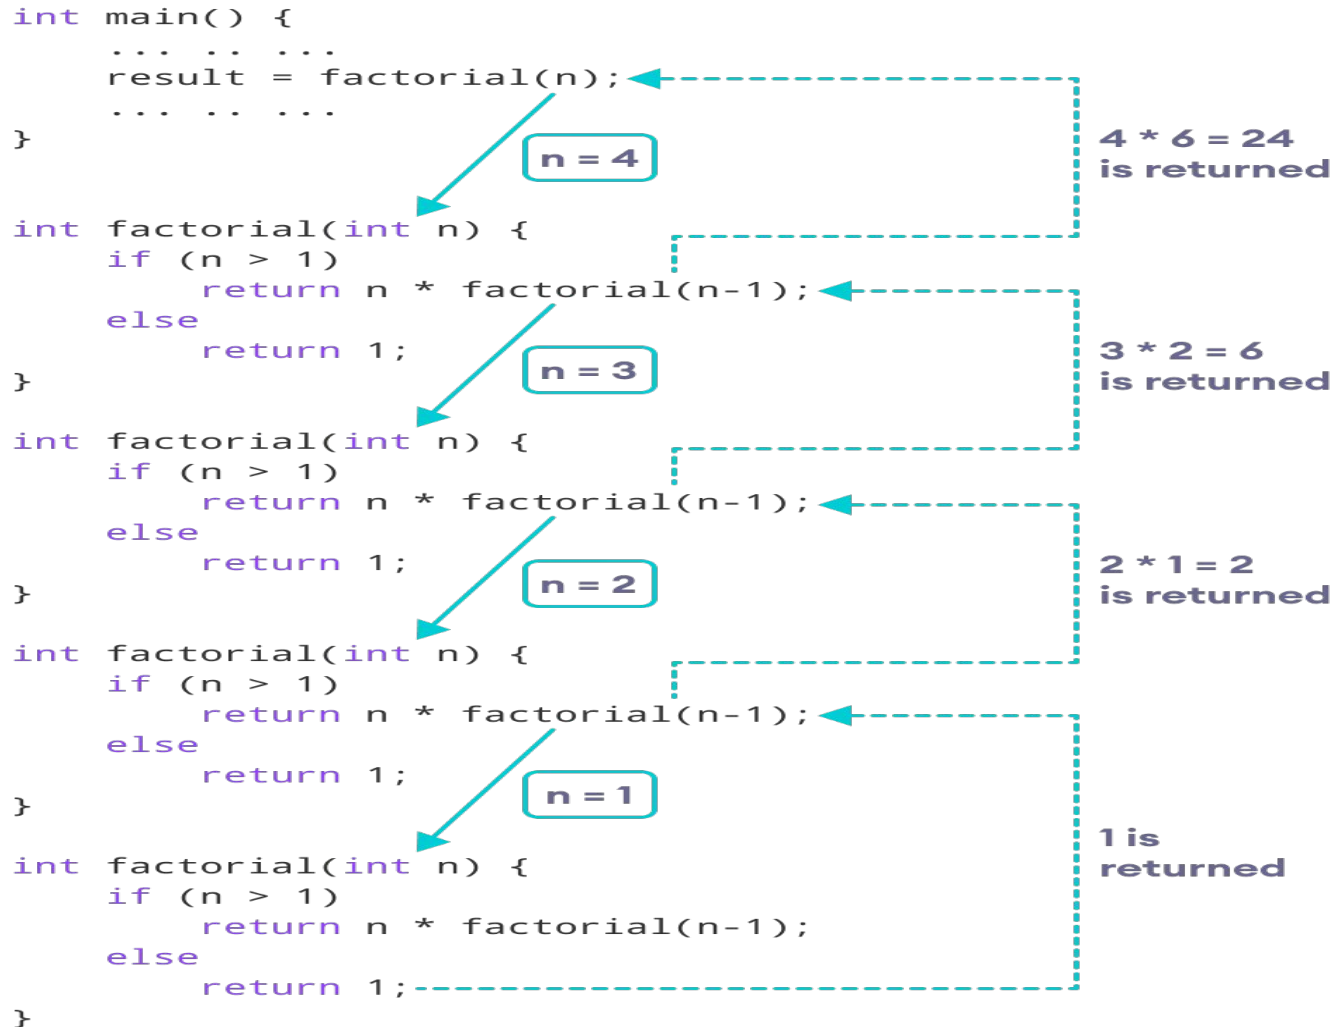 int main() {
... .. ...
result = factorial(n);
... .. ...
}
n = 4
4 * 6 = 24
is returned
int factorial(int n) {
if (n > 1)
return n * factorial(n-1);
else
return 1;
}
n = 3
3 * 2 = 6
is returned
int factorial(int n) {
if (n > 1)
return n * factorial(n-1);
else
return 1;
}
n = 2
2 * 1 = 2
is returned
int factorial(int n) {
if (n > 1)
return n * factorial(n-1);
else
return 1;
}
n = 1
1 is
returned
int factorial(int n) {
if (n > 1)
return n * factorial(n-1);
else
return 1;
}